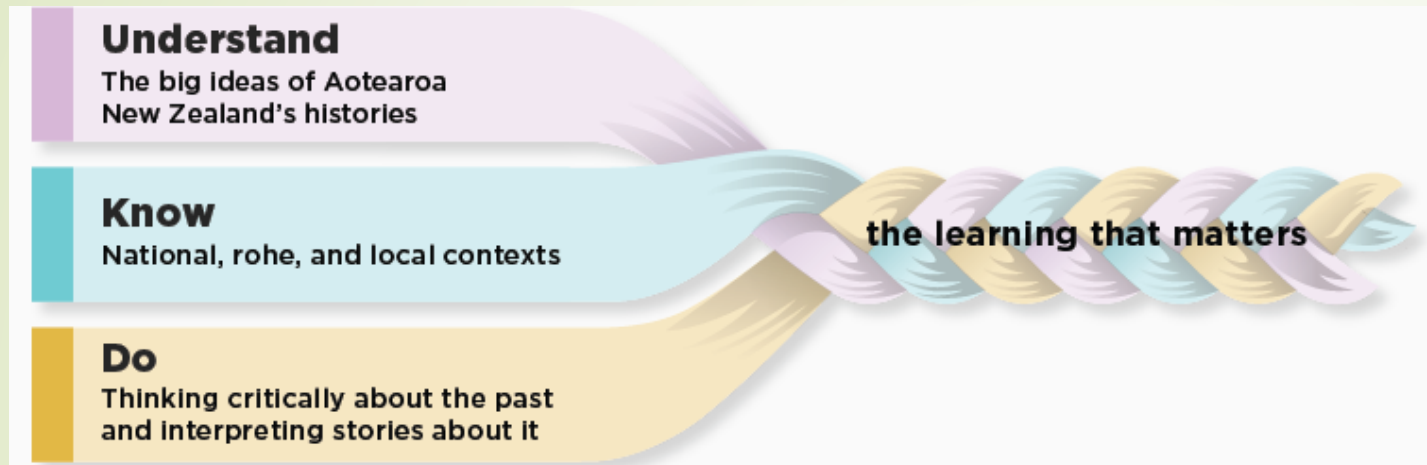 Understand
The big ideas of Aotearoa
New Zealand’s histories
Know
National, rohe, and local contexts
Do
Thinking critically about the past
and interpreting stories about it
the learning that matters